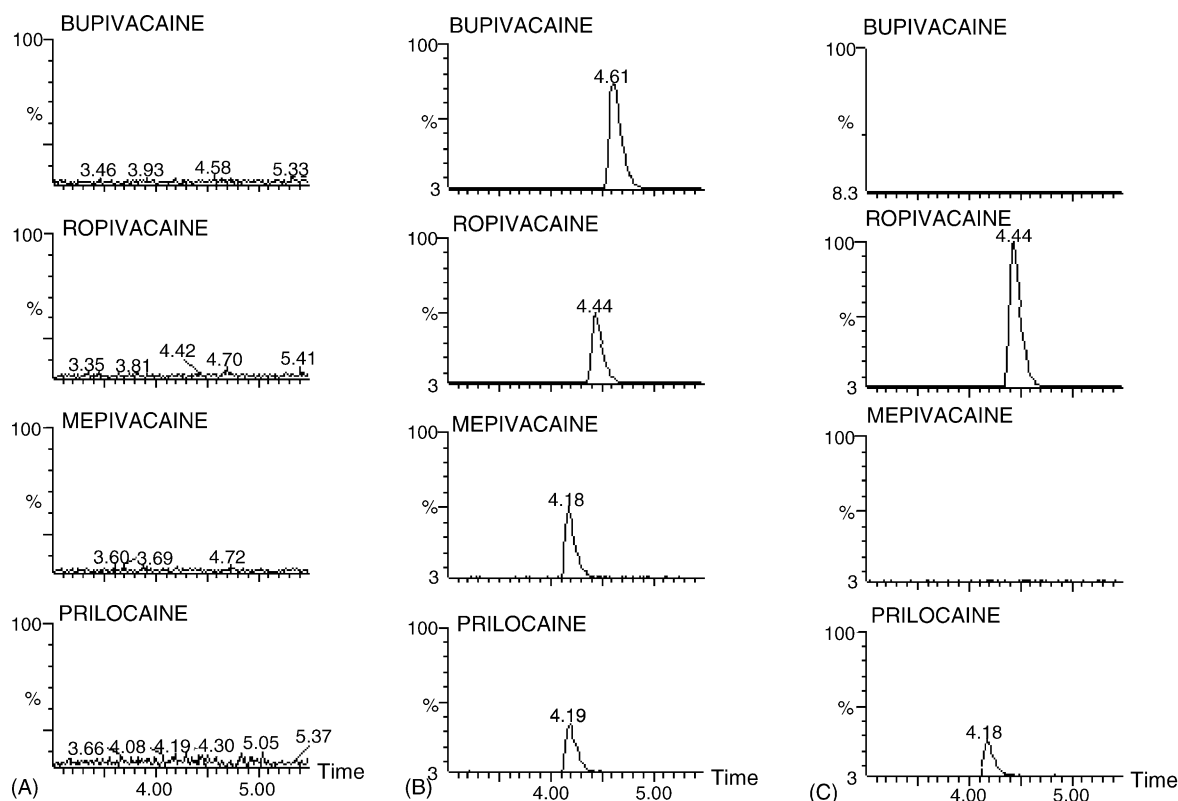 BUPIVACAINE
100
%
3.46 3.93 4.58 5.33
ROPIVACAINE
100
%
3.35 3.81 4.42 4.70 5.41
MEPIVACAINE
100
%
3.60 3.69 4.72
PRILOCAINE
100
%
3.66 4.08 4.19 4.30 5.05 5.37
4.00 5.00
Time
(A)
BUPIVACAINE
100
4.61
%
3
ROPIVACAINE
100
4.44
%
3
MEPIVACAINE
100
4.18
%
3
PRILOCAINE
100
4.19
%
3
4.00 5.00
Time
(B)
BUPIVACAINE
100
%
8.3
ROPIVACAINE
100
4.44
%
3
MEPIVACAINE
100
%
3
PRILOCAINE
100
4.18
%
3
4.00 5.00
Time
(C)